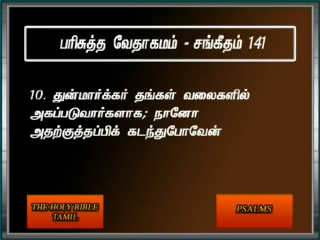 பரிசுத்த வேதாகமம் - சங்கீதம் 141
10. துன்மார்க்கர் தங்கள் வலைகளில்
அகப்படுவார்களாக; நானோ
அதற்குத்தப்பிக் கடந்துபோவேன்
THE HOLY BIBLE
TAMIL
PSALMS